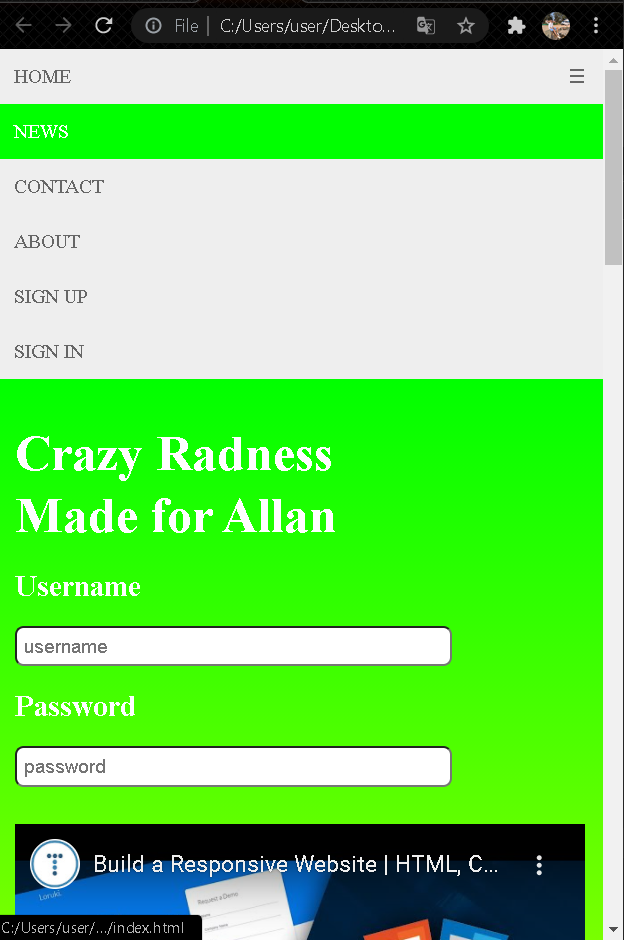 File | C:/Users/user/Deskto...
HOME
NEWS
CONTACT
ABOUT
SIGN UP
SIGN IN
Crazy Radness
Made for Allan
Username
username
Password
password
Build a Responsive Website | HTML, C...
Loruki
Request a Demo
C:/Users/user/.../index.html